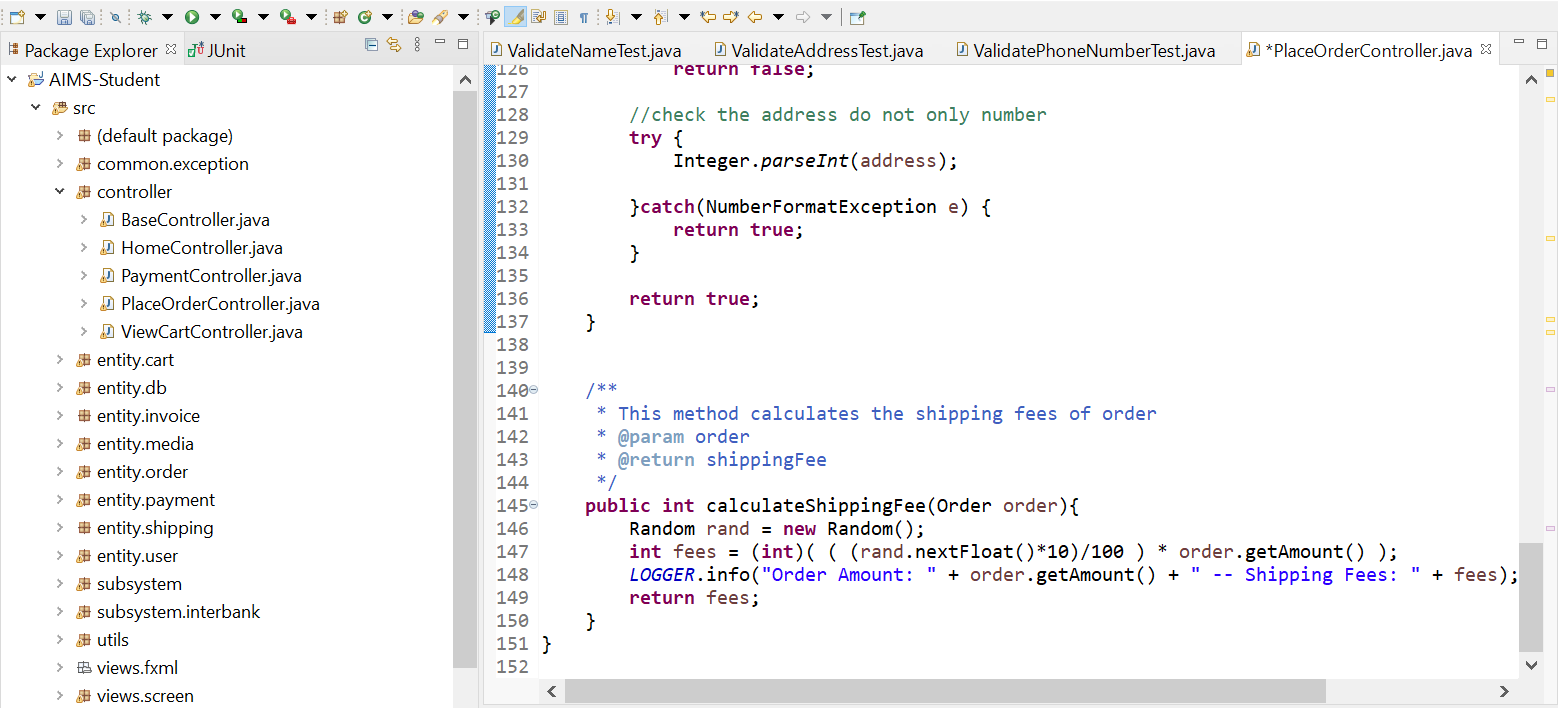 Package Explorer
JUnit
ValidateNameTest.java
ValidateAddressTest.java
ValidatePhoneNumberTest.java
*PlaceOrderController.java
AIMS-Student
src
(default package)
common.exception
controller
BaseController.java
HomeController.java
PaymentController.java
PlaceOrderController.java
ViewCartController.java
entity.cart
entity.db
entity.invoice
entity.media
entity.order
entity.payment
entity.shipping
entity.user
subsystem
subsystem.interbank
utils
views.fxml
views.screen
126 return false;
127
128 //check the address do not only number
129 try {
130 Integer.parseInt(address);
131
132 }catch(NumberFormatException e) {
133 return true;
134 }
135
136 return true;
137 }
138
139
140 /**
141 * This method calculates the shipping fees of order
142 * @param order
143 * @return shippingFee
144 */
145 public int calculateShippingFee(Order order){
146 Random rand = new Random();
147 int fees = (int)( ( (rand.nextFloat()*10)/100 ) * order.getAmount() );
148 LOGGER.info("Order Amount: " + order.getAmount() + " -- Shipping Fees: " + fees);
149 return fees;
150 }
151 }
152